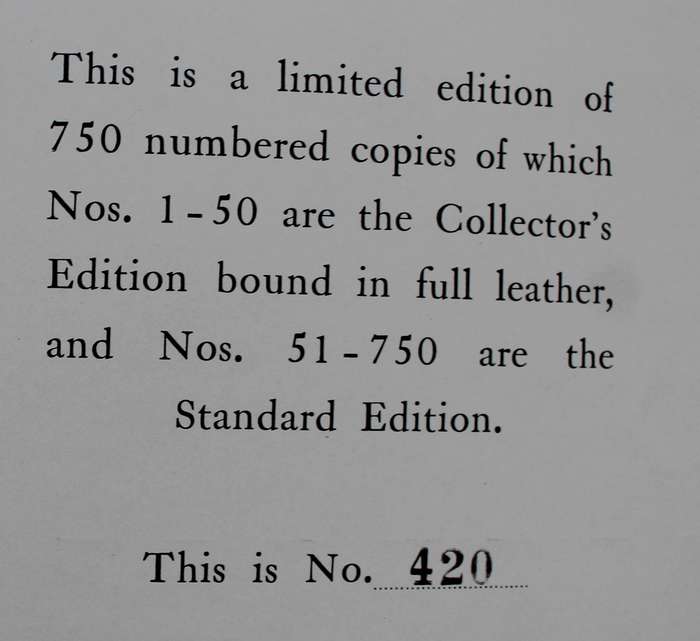 This is a limited edition of
750 numbered copies of which
Nos. 1-50 are the Collector's
Edition bound in full leather,
and Nos. 51-750 are the
Standard Edition.
This is No. 420